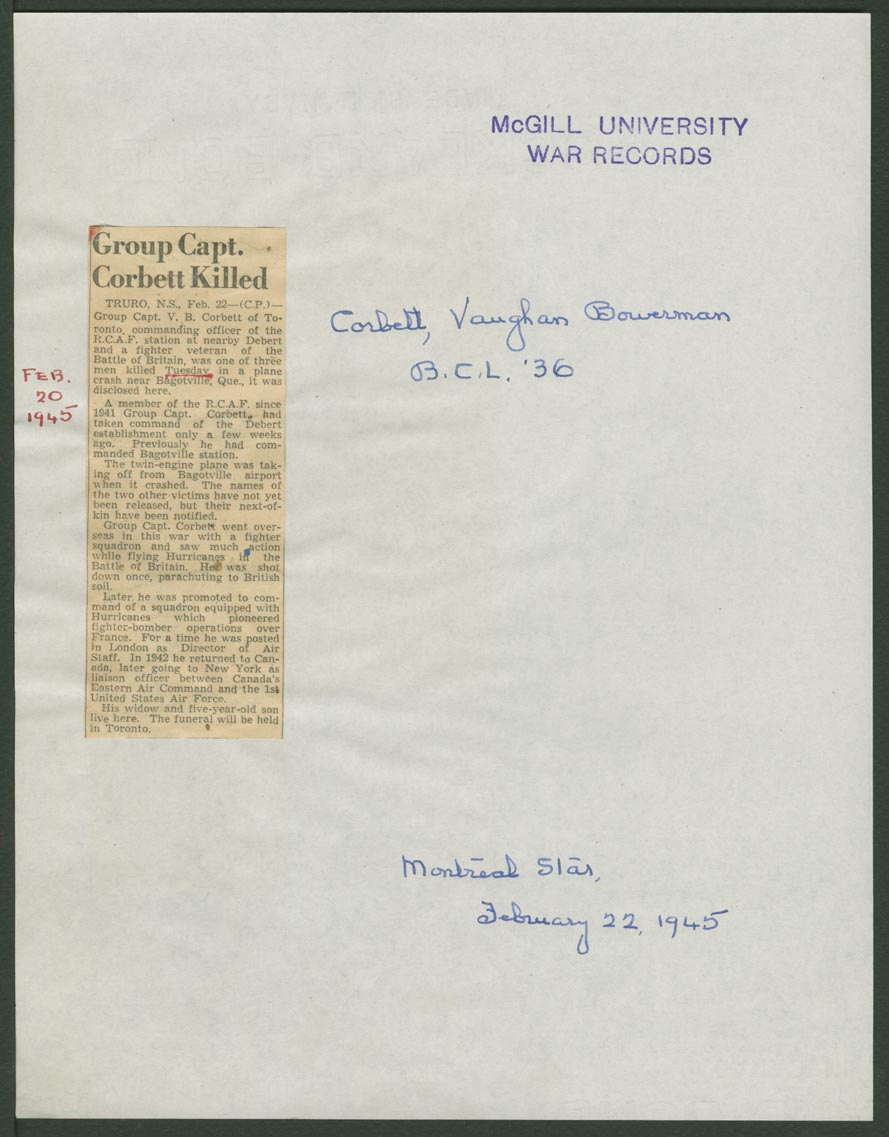 McGILL UNIVERSITY
WAR RECORDS
Group Capt.
Corbett Killed
TRURO, N.S., Feb. 22—(C.P.)—
Group Capt. V. B. Corbett of To-
ronto, commanding officer of the
R.C.A.F. station at nearby Debert
and a fighter veteran of the
Battle of Britain, was one of three
men killed Tuesday in a plane
crash near Bagotville, Que., it was
disclosed here.
A member of the R.C.A.F. since
1941 Group Capt. Corbett had
taken command of the Debert
establishment only a few weeks
ago. Previously he had com-
manded Bagotville station.
The twin-engine plane was tak-
ing off from Bagotville airport
when it crashed. The names of
the two other victims have not yet
been released, but their next-of-
kin have been notified.
Group Capt. Corbett went over-
seas in this war with a fighter
squadron and saw much action
while flying Hurricanes in the
Battle of Britain. He was shot
down once, parachuting to British
soil.
Later he was promoted to com-
mand of a squadron equipped with
Hurricanes which pioneered
fighter-bomber operations over
France. For a time he was posted
in London as Director of Air
Staff. In 1942 he returned to Can-
ada, later going to New York as
liaison officer between Canada's
Eastern Air Command and the 1st
United States Air Force.
His widow and five-year-old son
live here. The funeral will be held
in Toronto.
FEB.
20
1945
Corbett, Vaughan Bowerman
B.C.L. '36
Montreal Star,
February 22, 1945